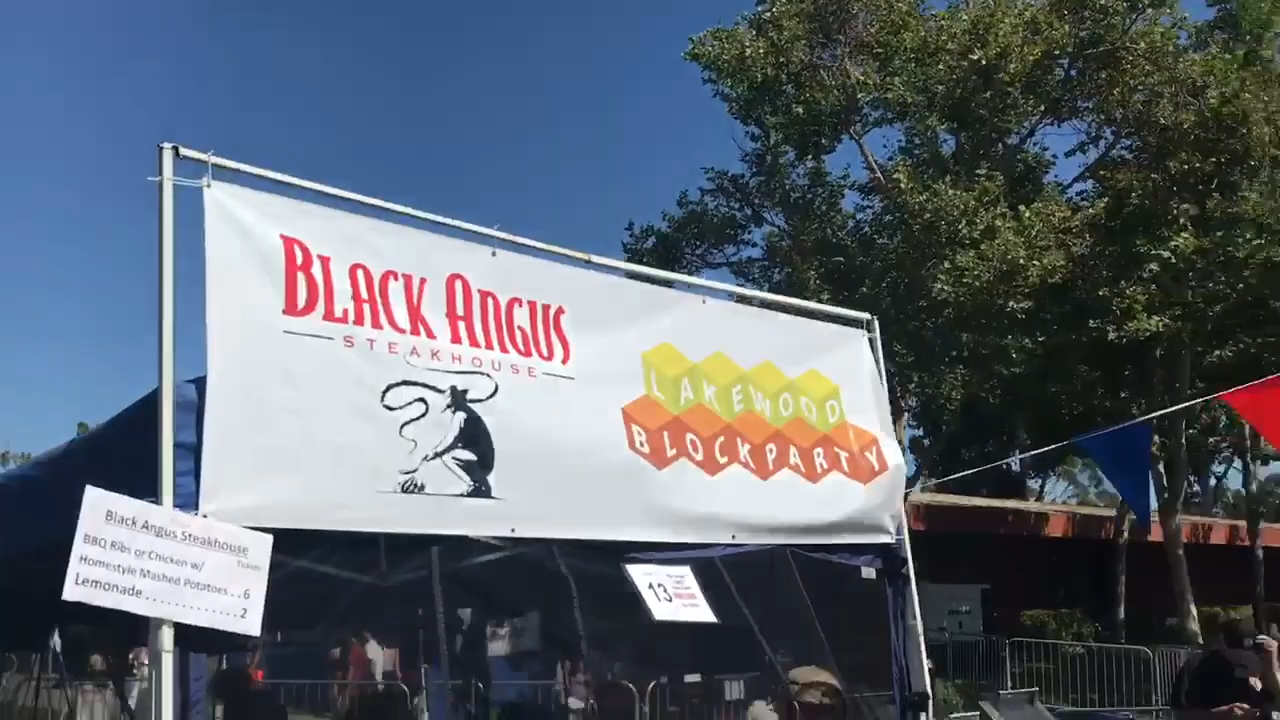 BLACK ANGUS
STEAKHOUSE
LAKEWOOD
BLOCKPARTY
Black Angus Steakhouse
Tickets
BBQ Ribs or Chicken w/
Homestyle Mashed Potatoes . . 6
Lemonade . . . . . . . . . . . . . 2
13